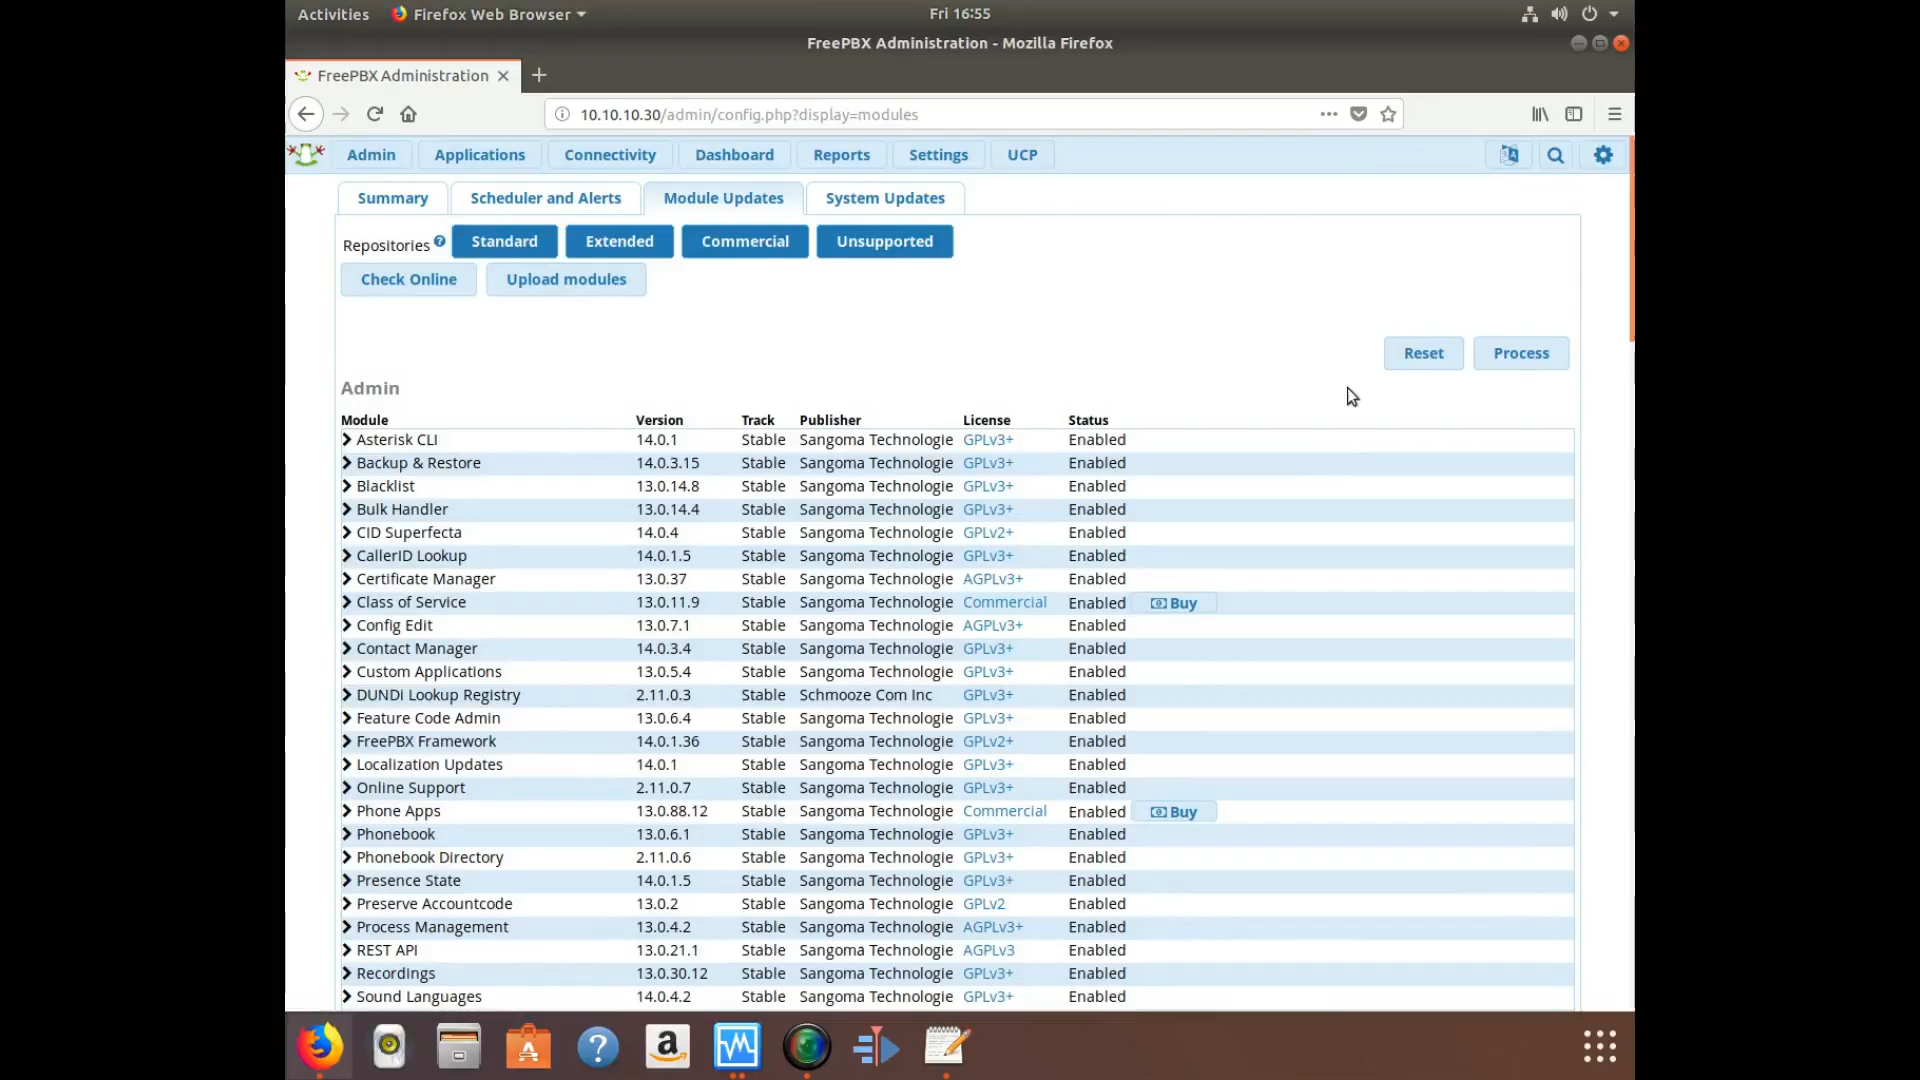 Activities Firefox Web Browser Fri 16:55
FreePBX Administration - Mozilla Firefox
FreePBX Administration
10.10.10.30/admin/config.php?display=modules
Admin Applications Connectivity Dashboard Reports Settings UCP
Summary Scheduler and Alerts Module Updates System Updates
Repositories Standard Extended Commercial Unsupported
Check Online Upload modules
Reset Process
Admin
Module Version Track Publisher License Status
Asterisk CLI 14.0.1 Stable Sangoma Technologie GPLv3+ Enabled
Backup & Restore 14.0.3.15 Stable Sangoma Technologie GPLv3+ Enabled
Blacklist 13.0.14.8 Stable Sangoma Technologie GPLv3+ Enabled
Bulk Handler 13.0.14.4 Stable Sangoma Technologie GPLv3+ Enabled
CID Superfecta 14.0.4 Stable Sangoma Technologie GPLv2+ Enabled
CallerID Lookup 14.0.1.5 Stable Sangoma Technologie GPLv3+ Enabled
Certificate Manager 13.0.37 Stable Sangoma Technologie AGPLv3+ Enabled
Class of Service 13.0.11.9 Stable Sangoma Technologie Commercial Enabled Buy
Config Edit 13.0.7.1 Stable Sangoma Technologie AGPLv3+ Enabled
Contact Manager 14.0.3.4 Stable Sangoma Technologie GPLv3+ Enabled
Custom Applications 13.0.5.4 Stable Sangoma Technologie GPLv3+ Enabled
DUNDi Lookup Registry 2.11.0.3 Stable Schmooze Com Inc GPLv3+ Enabled
Feature Code Admin 13.0.6.4 Stable Sangoma Technologie GPLv3+ Enabled
FreePBX Framework 14.0.1.36 Stable Sangoma Technologie GPLv2+ Enabled
Localization Updates 14.0.1 Stable Sangoma Technologie GPLv3+ Enabled
Online Support 2.11.0.7 Stable Sangoma Technologie GPLv3+ Enabled
Phone Apps 13.0.88.12 Stable Sangoma Technologie Commercial Enabled Buy
Phonebook 13.0.6.1 Stable Sangoma Technologie GPLv3+ Enabled
Phonebook Directory 2.11.0.6 Stable Sangoma Technologie GPLv3+ Enabled
Presence State 14.0.1.5 Stable Sangoma Technologie GPLv3+ Enabled
Preserve Accountcode 13.0.2 Stable Sangoma Technologie GPLv2 Enabled
Process Management 13.0.4.2 Stable Sangoma Technologie AGPLv3+ Enabled
REST API 13.0.21.1 Stable Sangoma Technologie AGPLv3 Enabled
Recordings 13.0.30.12 Stable Sangoma Technologie GPLv3+ Enabled
Sound Languages 14.0.4.2 Stable Sangoma Technologie GPLv3+ Enabled